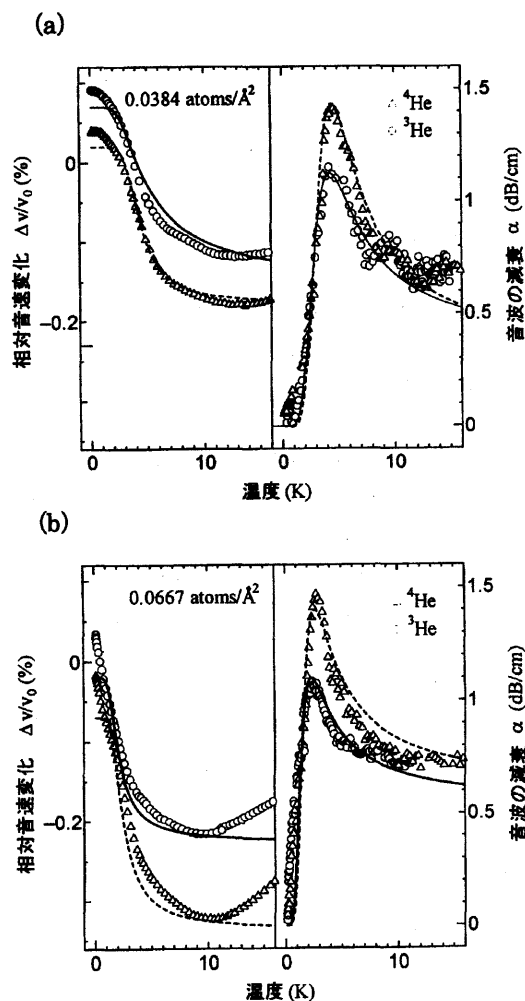 (a)
0.0384 atoms/Å²
△ ⁴He
○ ³He
相対音速変化 Δv/v₀ (%)
0
−0.2
音波の減衰 α (dB/cm)
1.5
1
0.5
0
0
10
0
10
温度 (K)
(b)
0.0667 atoms/Å²
⁴He
³He
相対音速変化 Δv/v₀ (%)
0
−0.2
音波の減衰 α (dB/cm)
1.5
1
0.5
0
0
10
0
10
温度 (K)